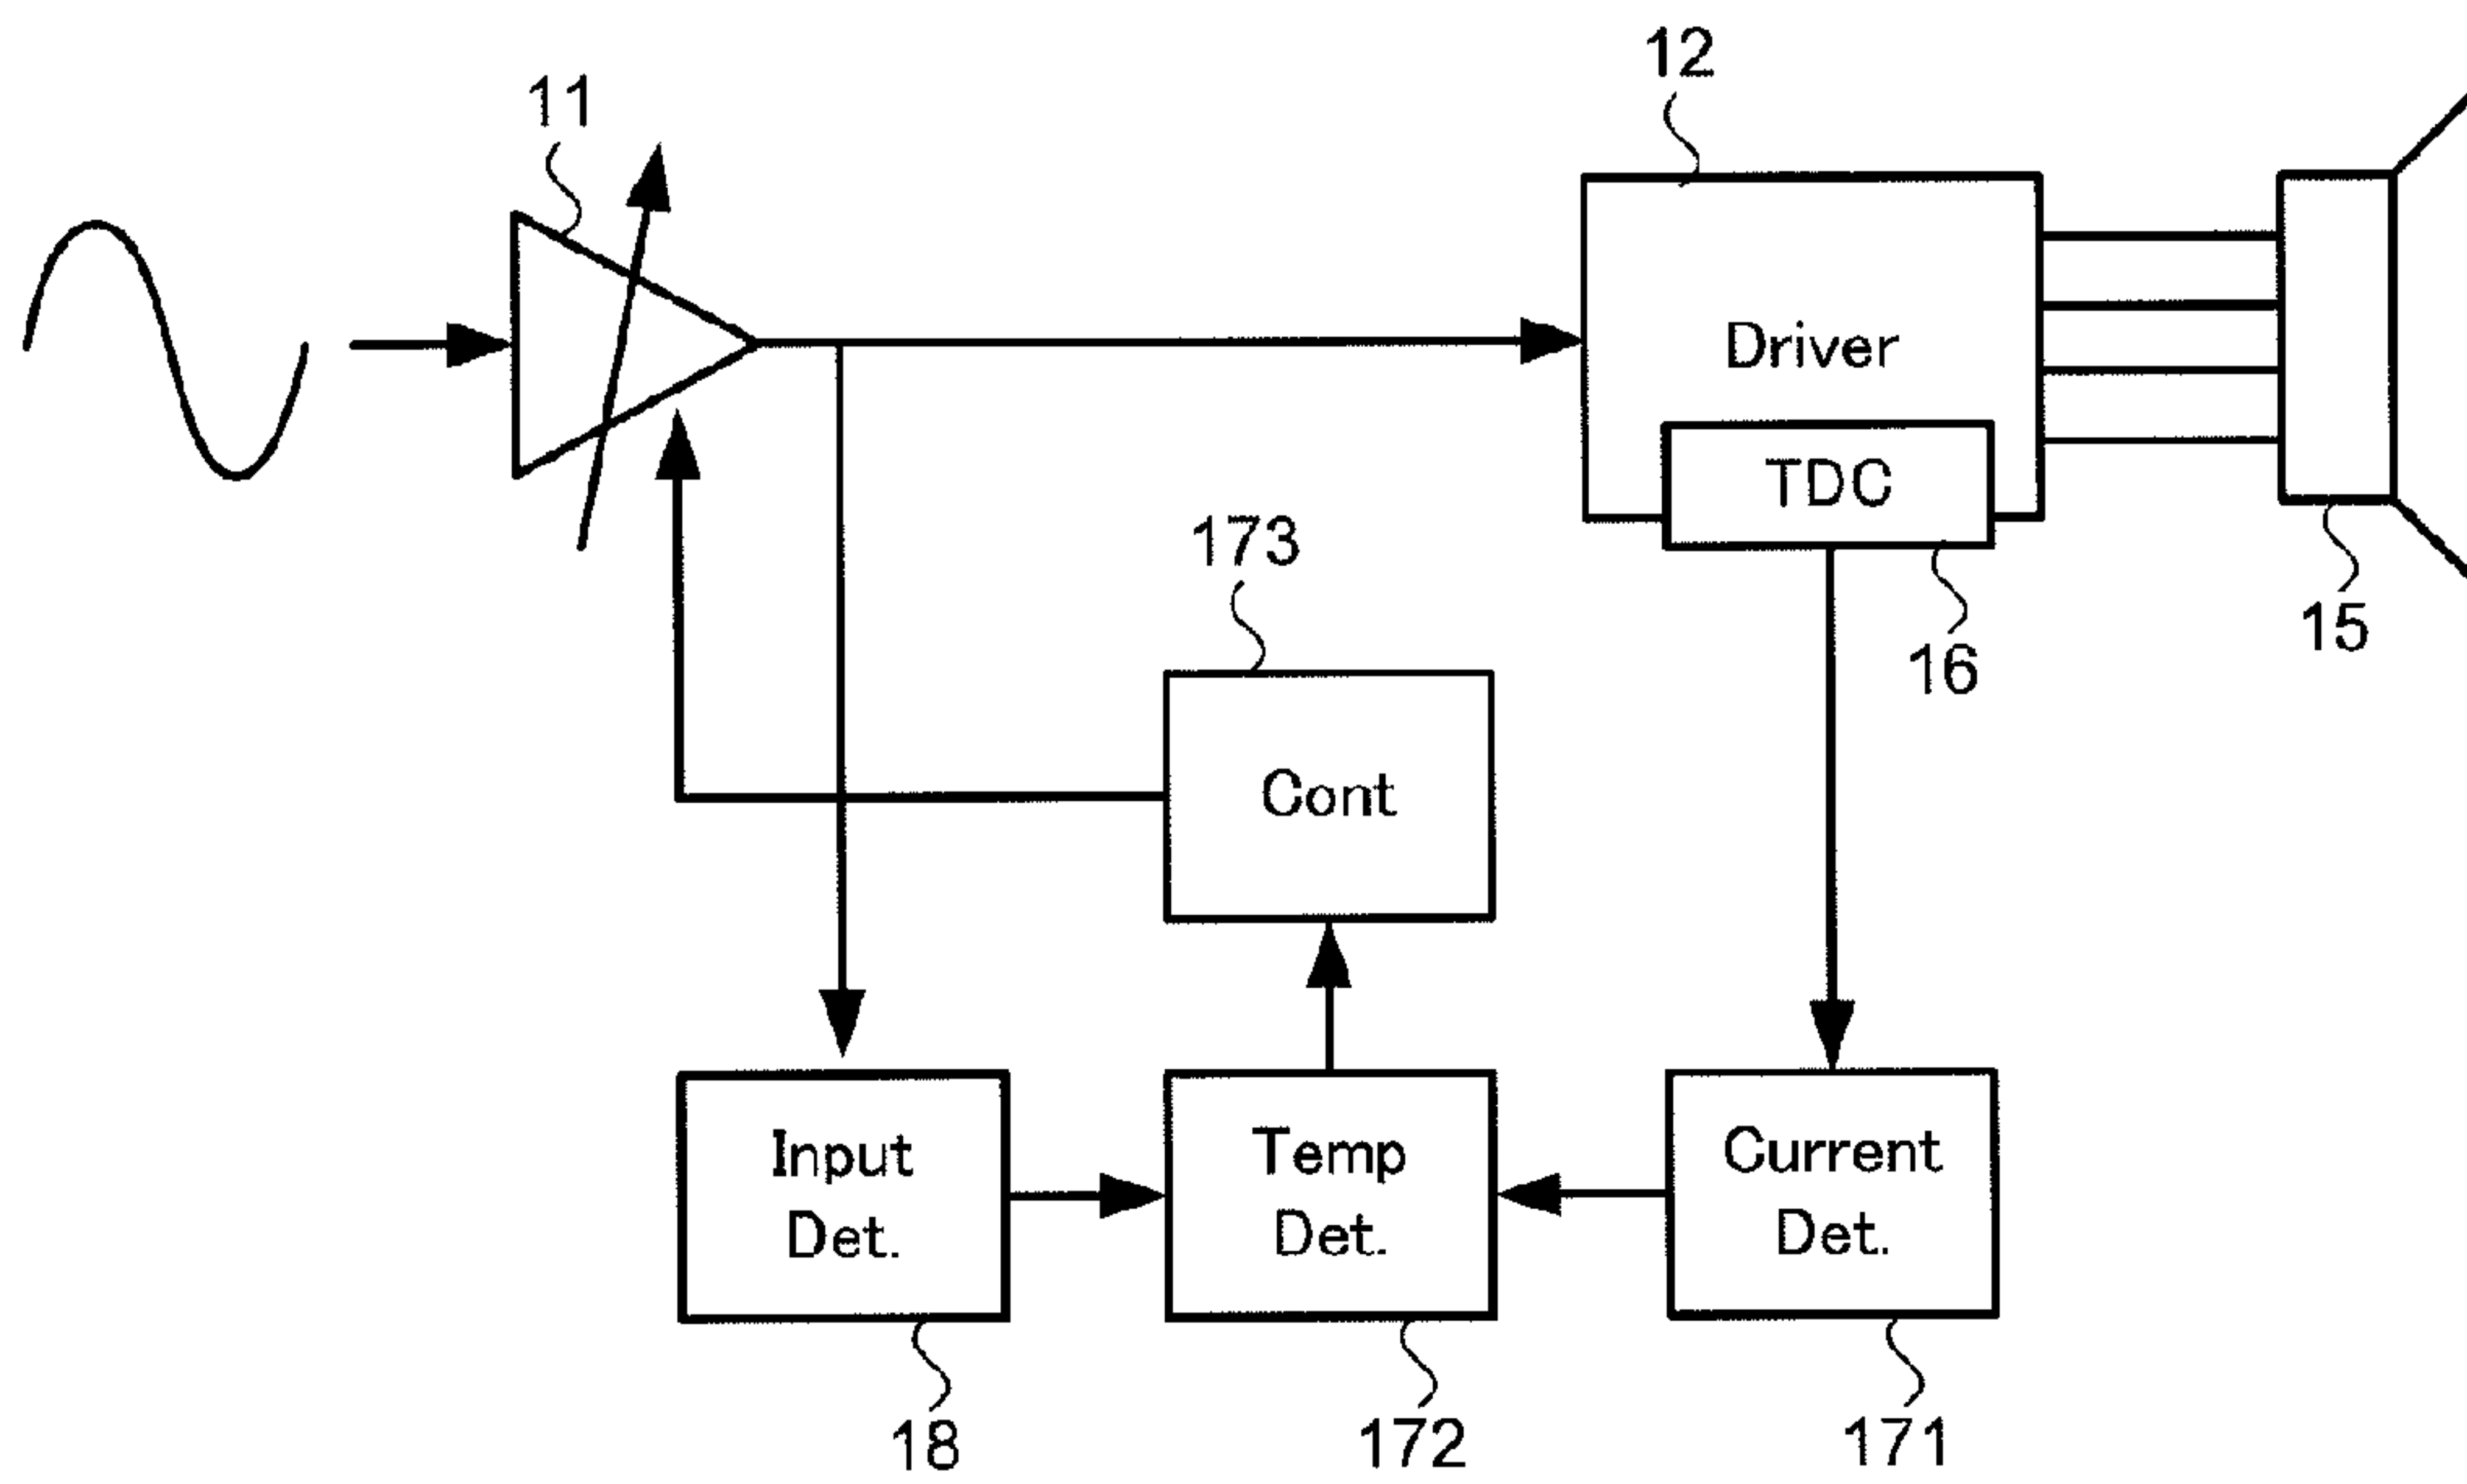 12
11
Driver
TDC
173
15
16
Cont
Input
Det.
Temp
Det.
Current
Det.
18
172
171